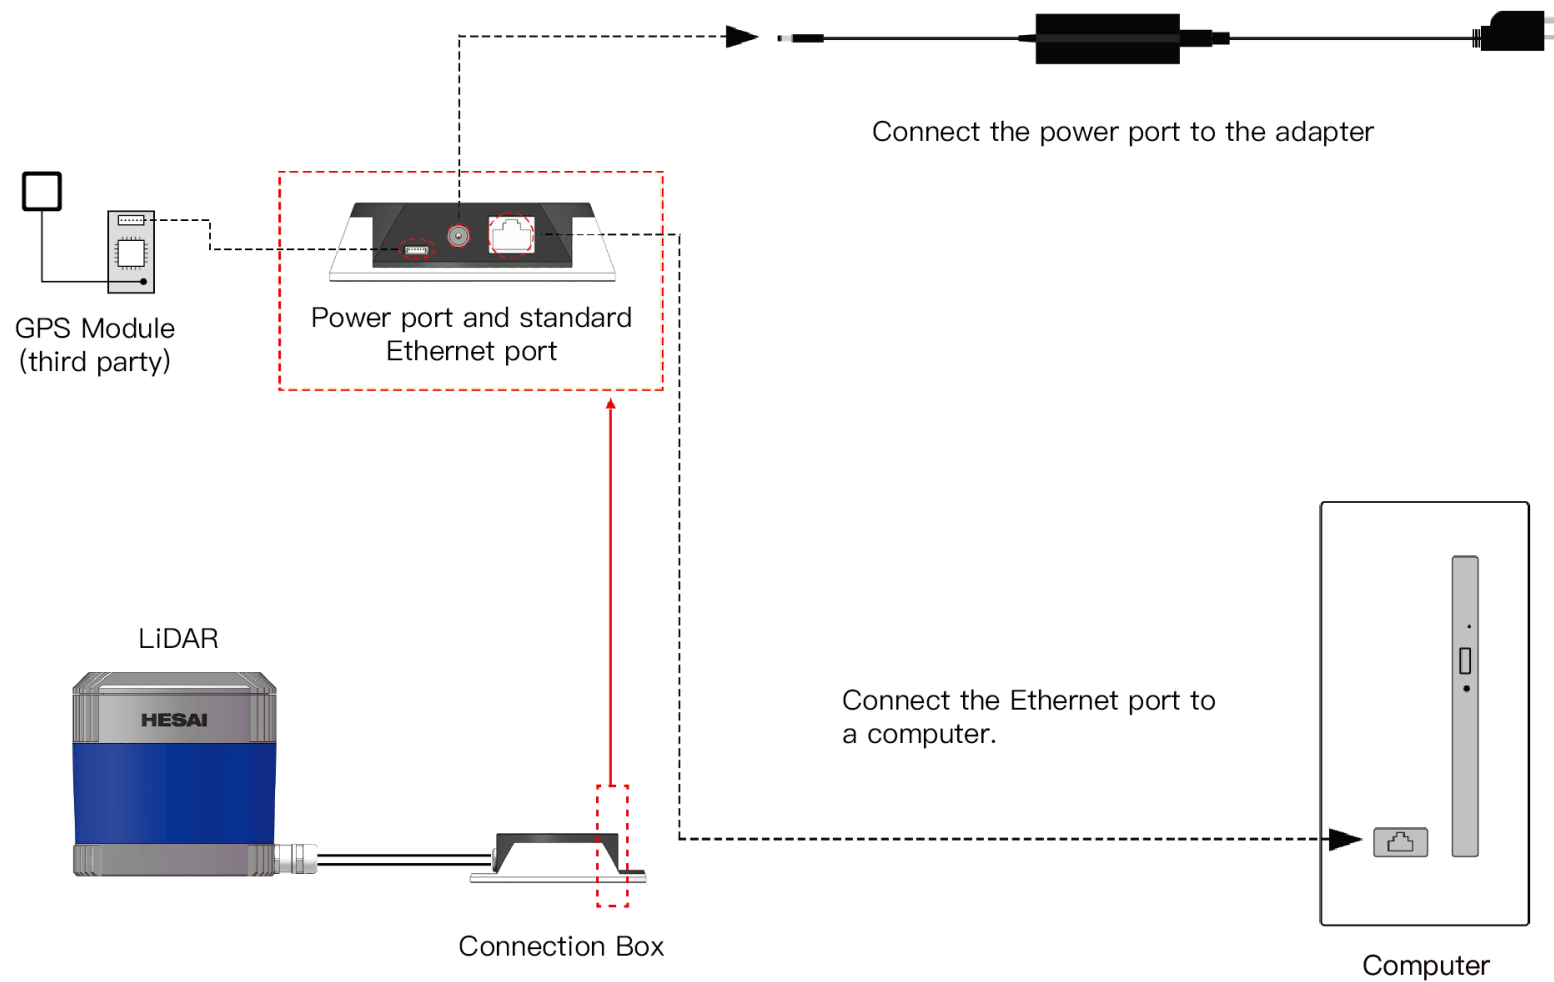 Connect the power port to the adapter
Power port and standard
Ethernet port
GPS Module
(third party)
LiDAR
HESAI
Connect the Ethernet port to
a computer.
Connection Box
Computer